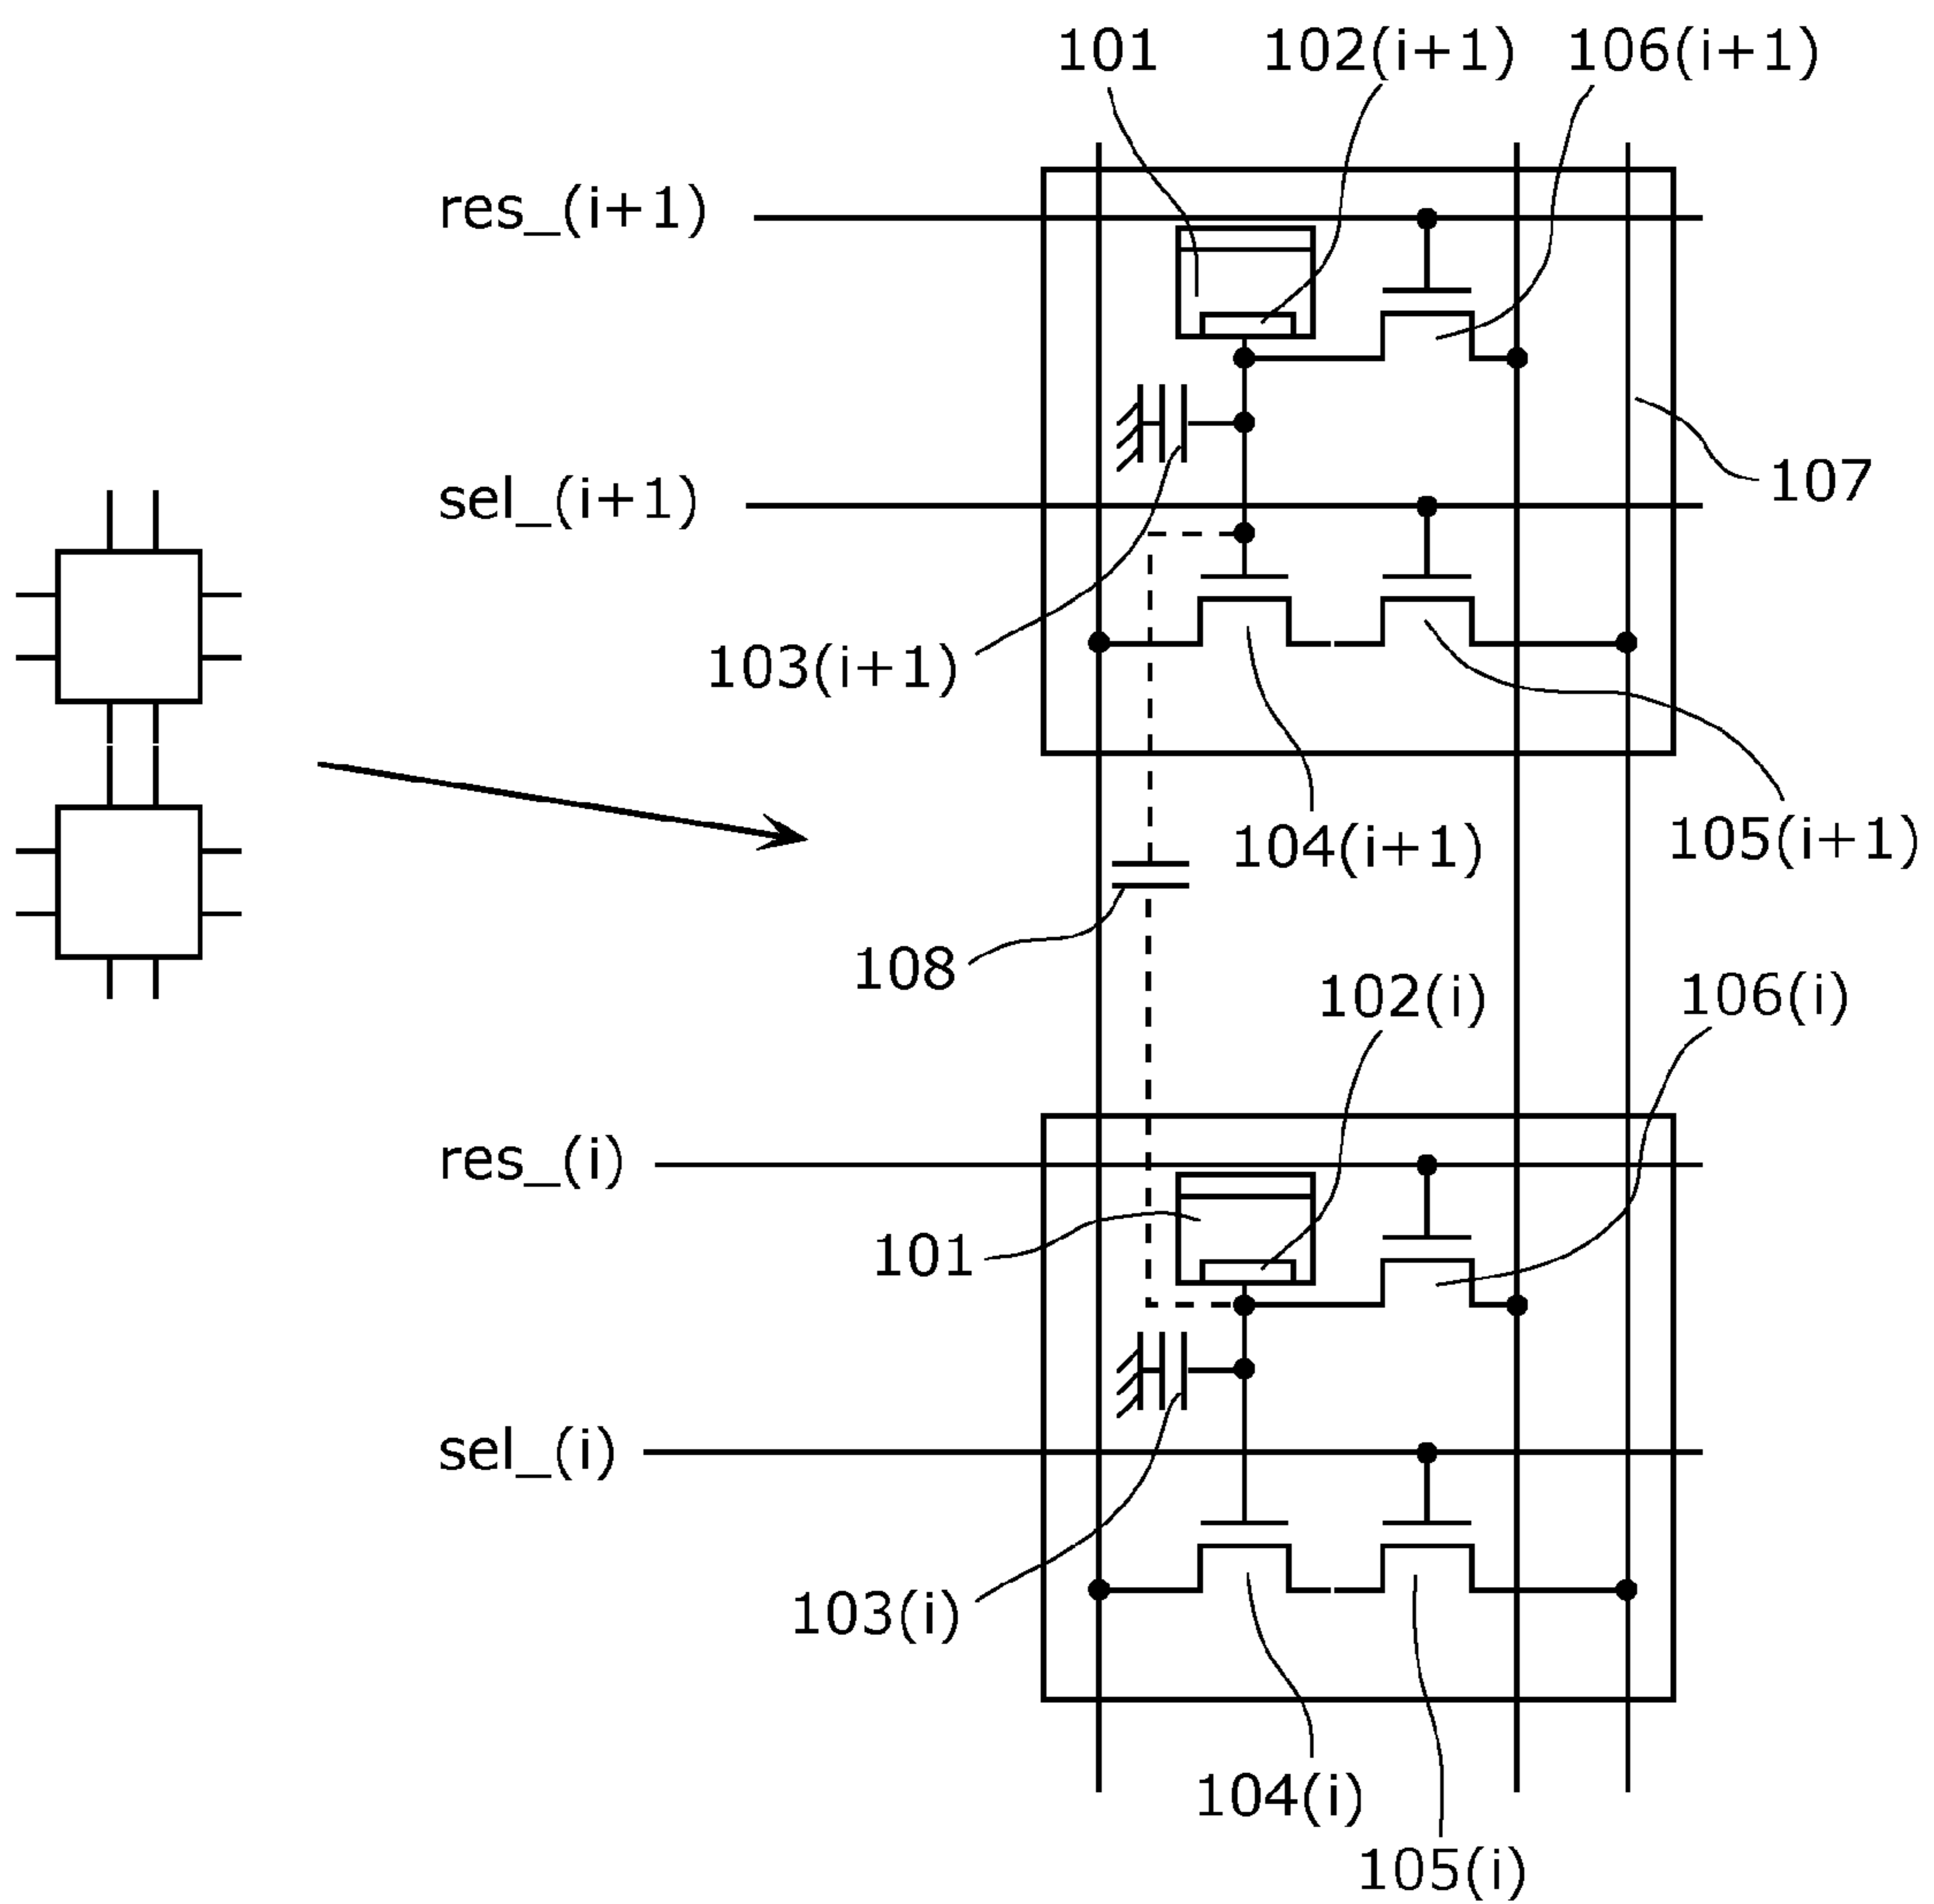 101 102(i+1) 106(i+1)
res_(i+1)
107
sel_(i+1)
103(i+1)
104(i+1) 105(i+1)
108
102(i) 106(i)
res_(i)
101
sel_(i)
103(i)
104(i)
105(i)